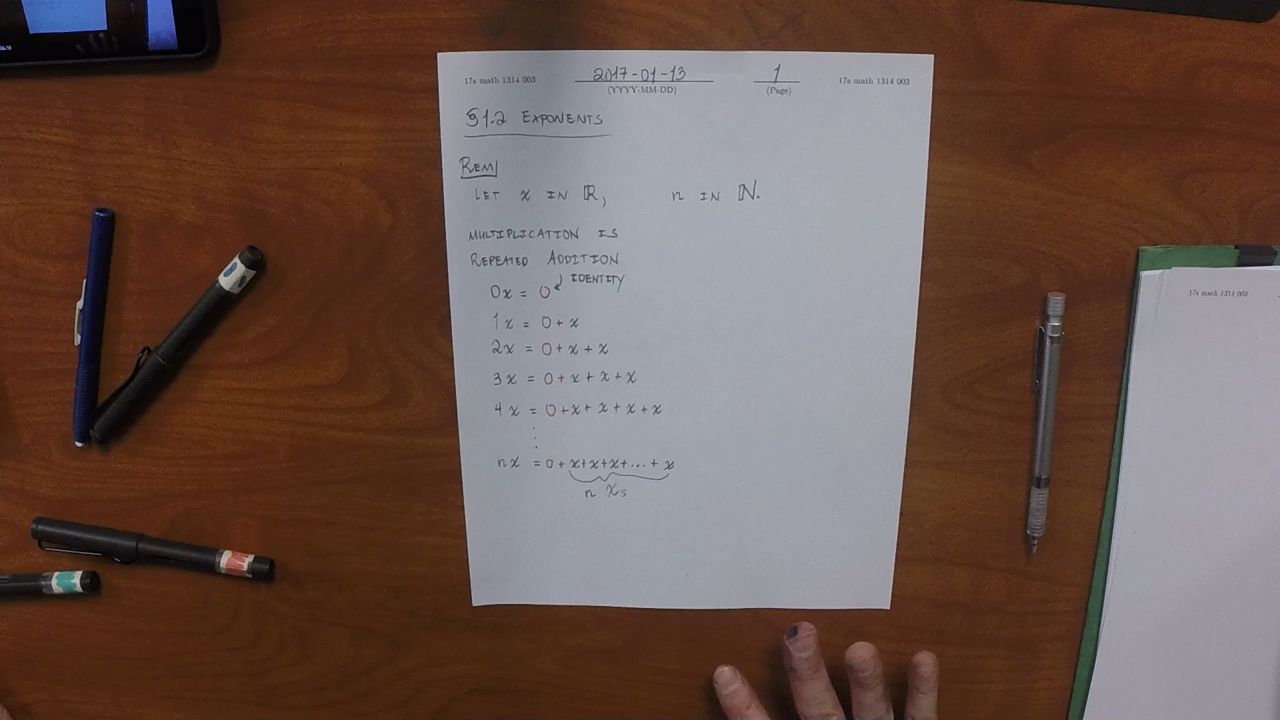 17s math 1314 003 2017-01-13 1 17s math 1314 003
(YYYY-MM-DD) (Page)
§1.2 EXPONENTS
REM
LET x IN ℝ, n IN ℕ.
MULTIPLICATION IS
REPEATED ADDITION
IDENTITY
0x = 0
1x = 0 + x
2x = 0 + x + x
3x = 0 + x + x + x
4x = 0 + x + x + x + x
⋮
nx = 0 + x+x+x+...+ x
n xs
17s math 1314 003